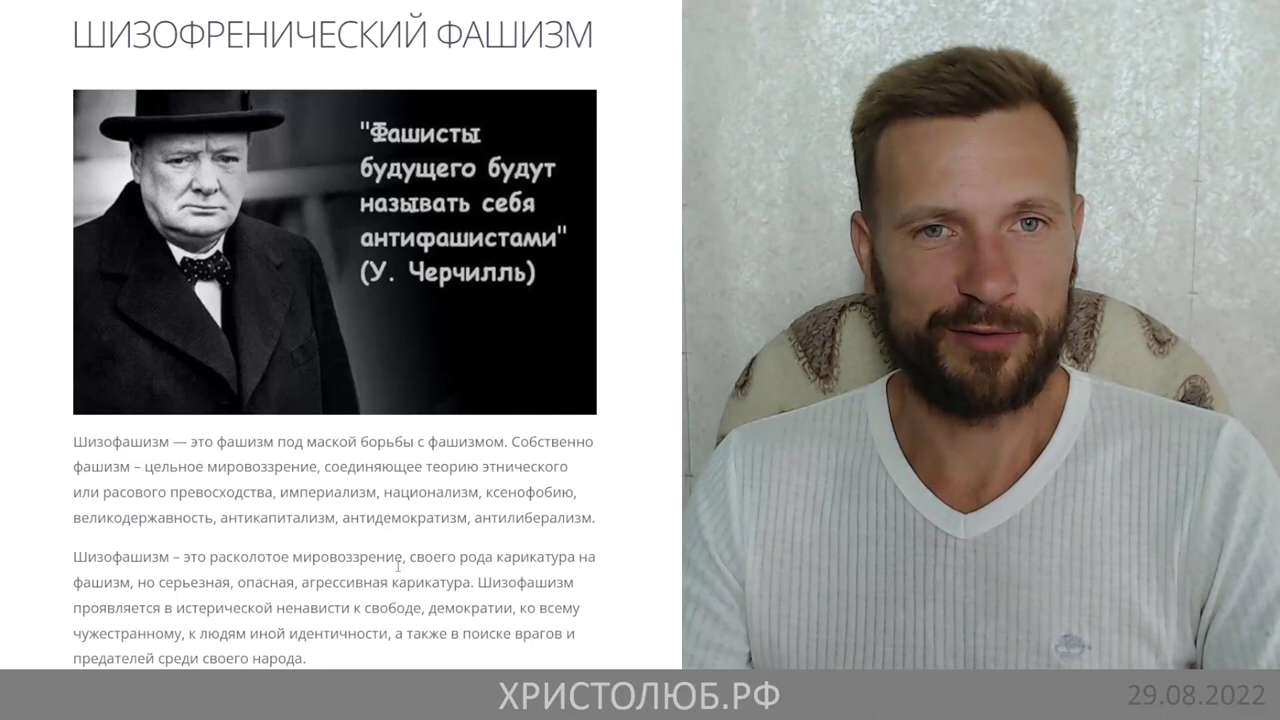 ШИЗОФРЕНИЧЕСКИЙ ФАШИЗМ
"Фашисты
будущего будут
называть себя
антифашистами"
(У. Черчилль)
Шизофашизм — это фашизм под маской борьбы с фашизмом. Собственно
фашизм – цельное мировоззрение, соединяющее теорию этнического
или расового превосходства, империализм, национализм, ксенофобию,
великодержавность, антикапитализм, антидемократизм, антилиберализм.
Шизофашизм – это расколотое мировоззрение, своего рода карикатура на
фашизм, но серьезная, опасная, агрессивная карикатура. Шизофашизм
проявляется в истерической ненависти к свободе, демократии, ко всему
чужестранному, к людям иной идентичности, а также в поиске врагов и
предателей среди своего народа.
ХРИСТОЛЮБ.РФ
29.08.2022